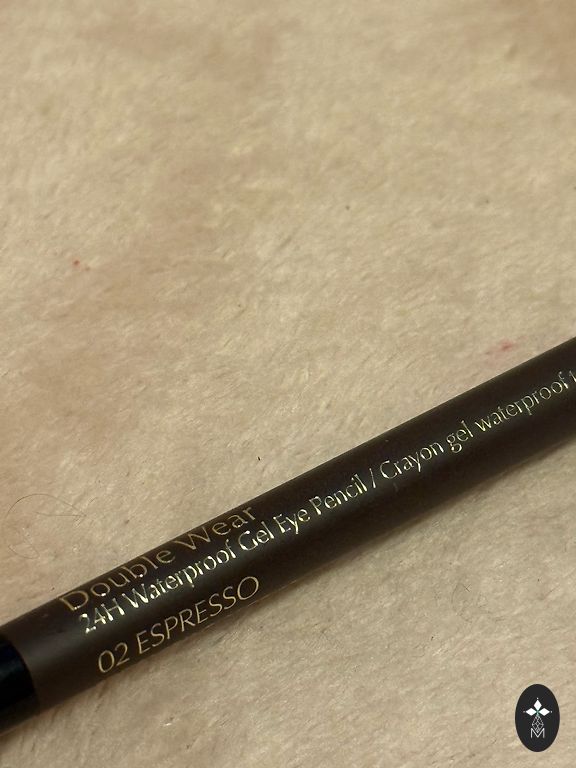 Double Wear
24H Waterproof Gel Eye Pencil / Crayon gel waterproof
02 ESPRESSO
M